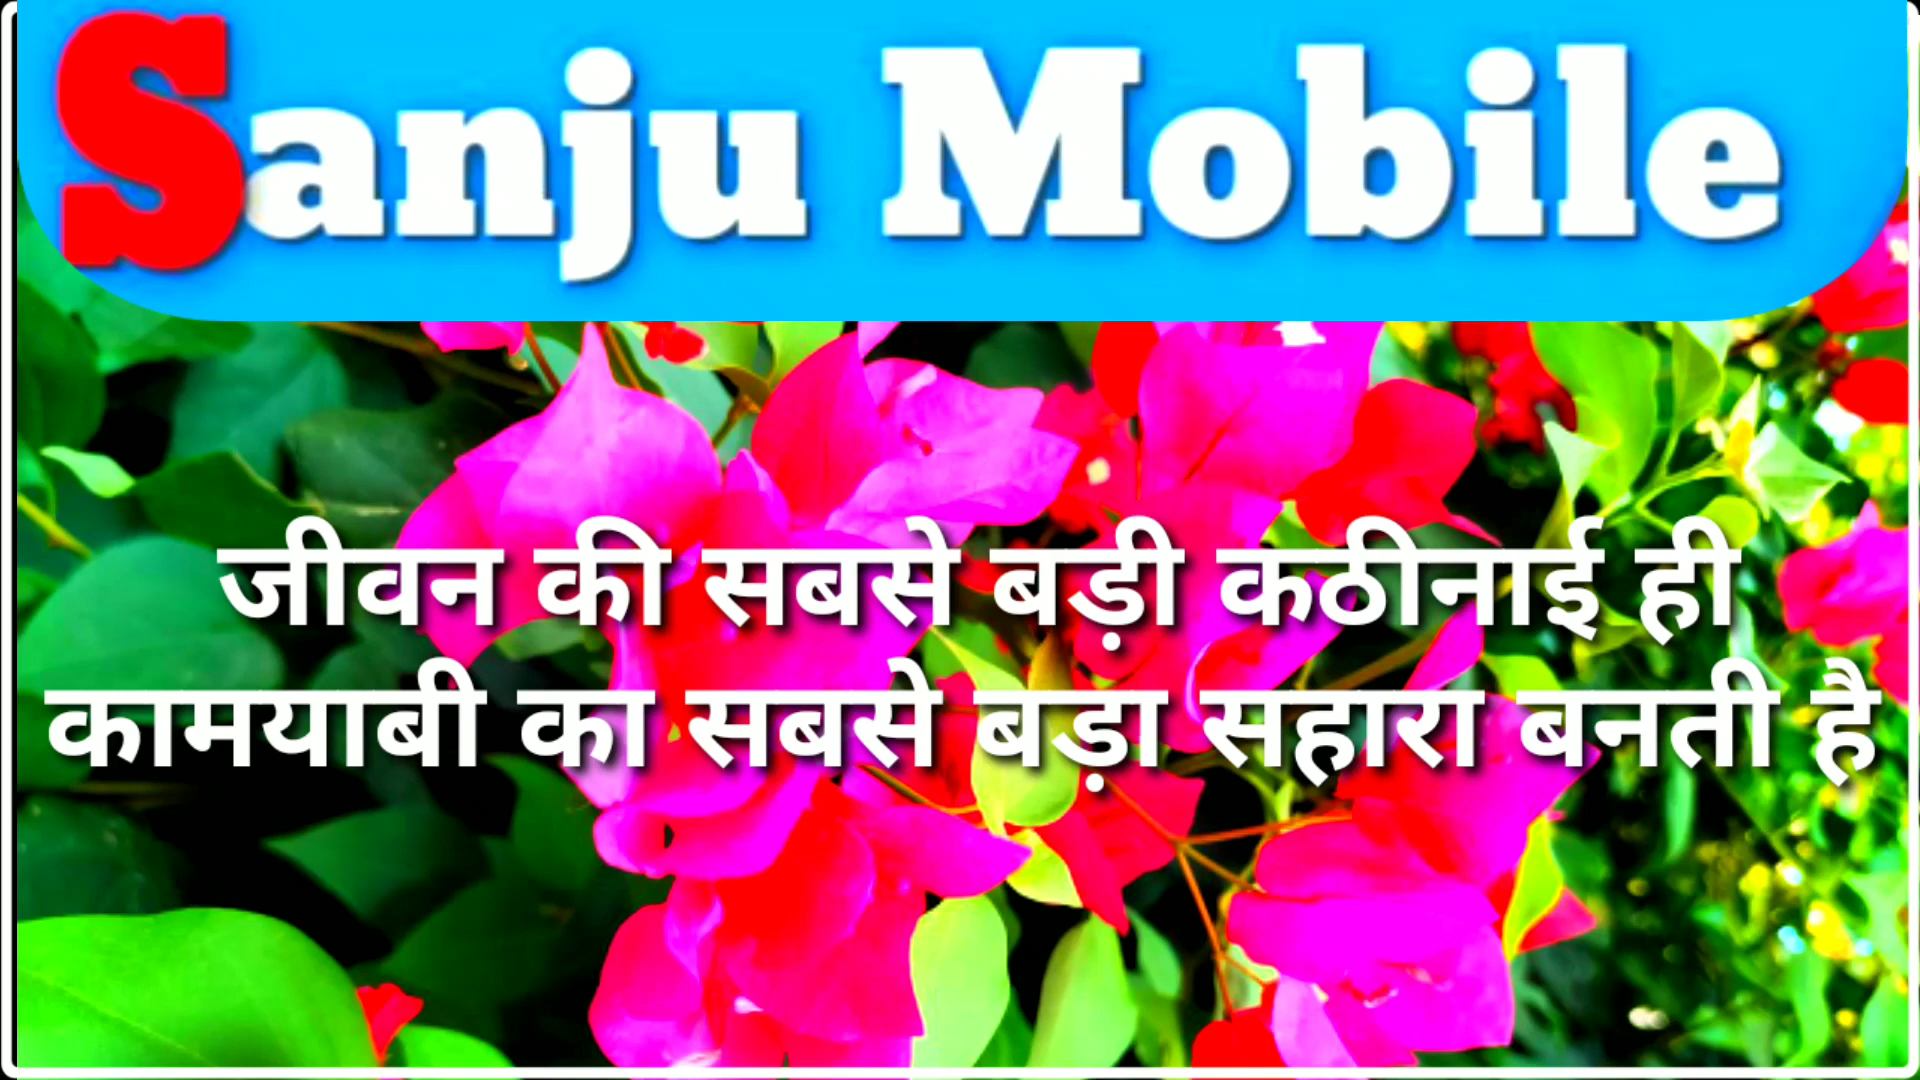 Sanju Mobile
जीवन की सबसे बड़ी कठीनाई ही
कामयाबी का सबसे बड़ा सहारा बनती है